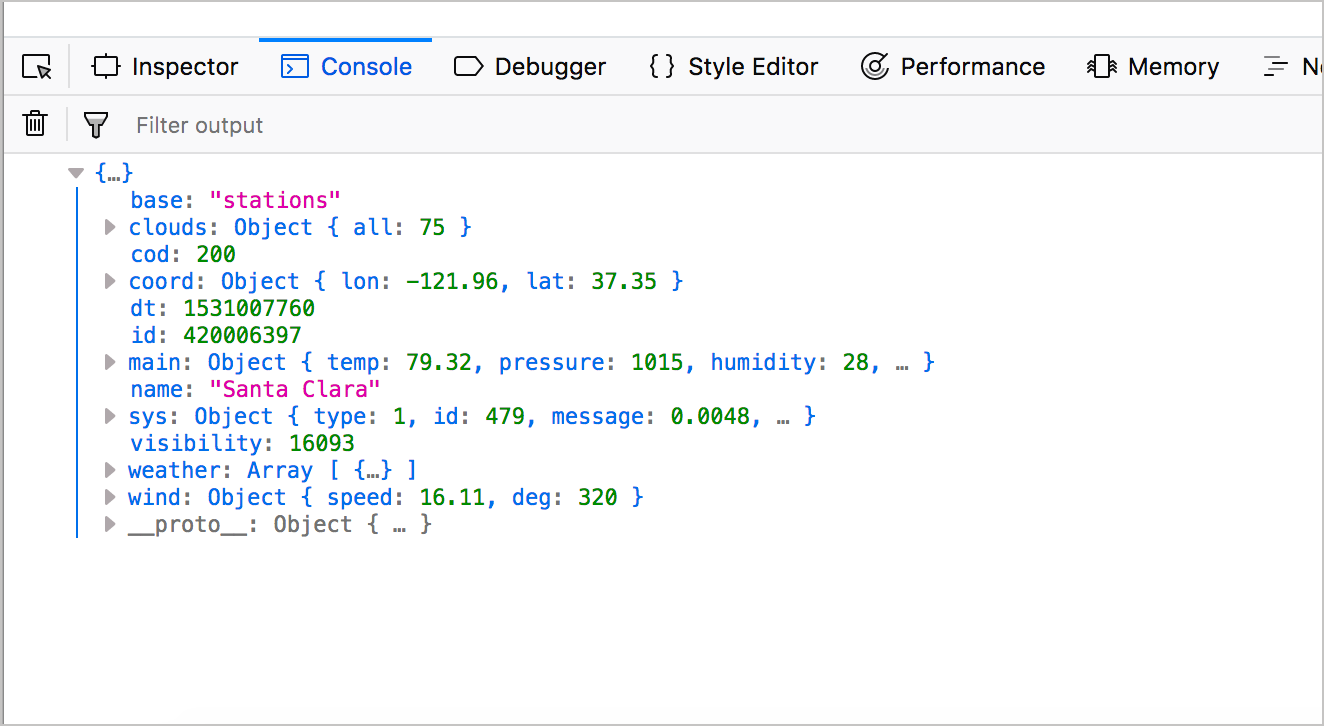 Inspector Console Debugger { } Style Editor Performance Memory
Filter output
{…}
base: "stations"
clouds: Object { all: 75 }
cod: 200
coord: Object { lon: -121.96, lat: 37.35 }
dt: 1531007760
id: 420006397
main: Object { temp: 79.32, pressure: 1015, humidity: 28, … }
name: "Santa Clara"
sys: Object { type: 1, id: 479, message: 0.0048, … }
visibility: 16093
weather: Array [ {…} ]
wind: Object { speed: 16.11, deg: 320 }
__proto__: Object { … }